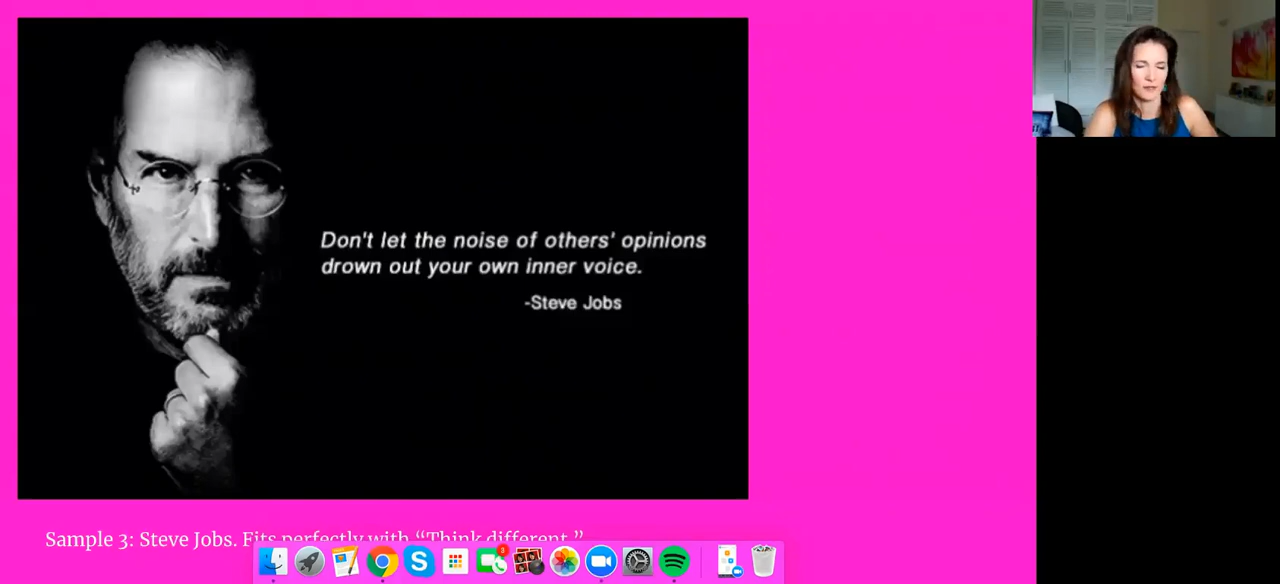 Don't let the noise of others' opinions
drown out your own inner voice.
-Steve Jobs
Sample 3: Steve Jobs. Fits perfectly with “Think different.”